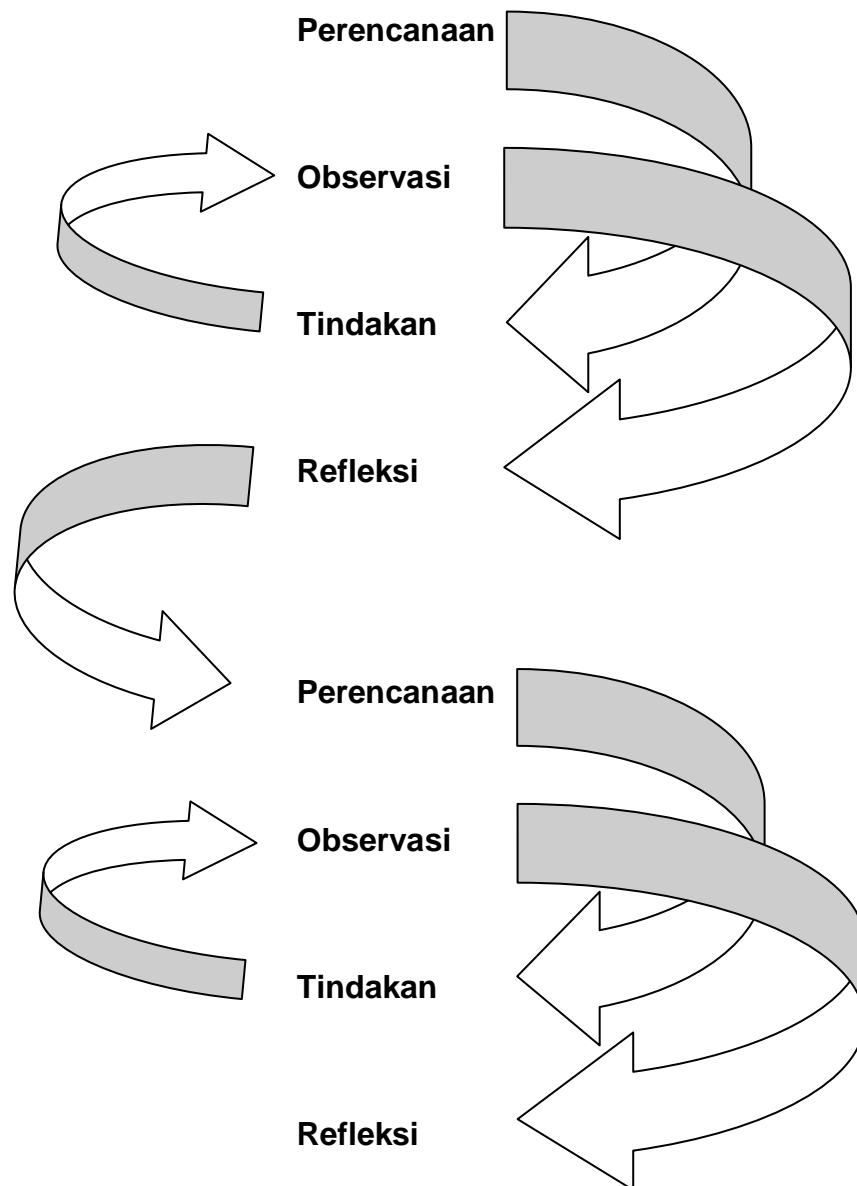 Perencanaan
Observasi
Tindakan
Refleksi
Perencanaan
Observasi
Tindakan
Refleksi